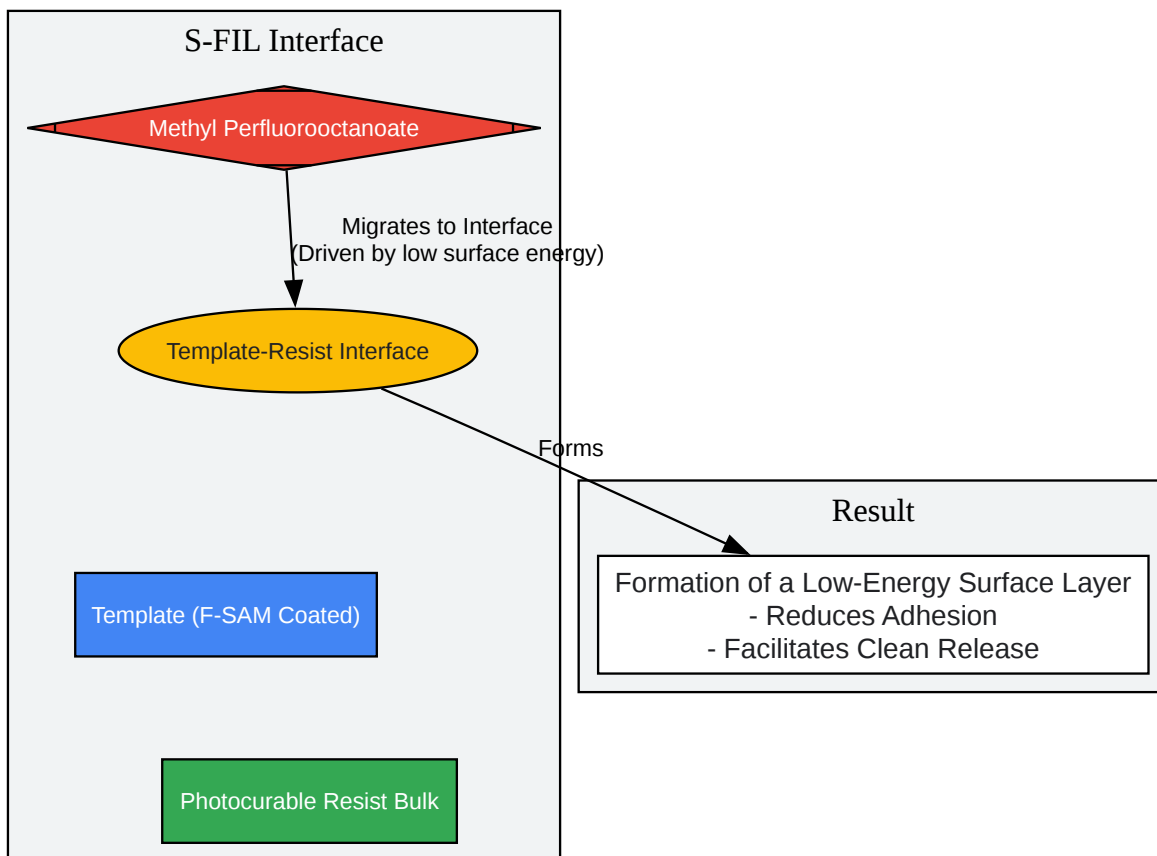 S-FIL Interface
Methyl Perfluorooctanoate
Migrates to Interface
(Driven by low surface energy)
Template-Resist Interface
Forms
Result
Formation of a Low-Energy Surface Layer
- Reduces Adhesion
- Facilitates Clean Release
Template (F-SAM Coated)
Photocurable Resist Bulk